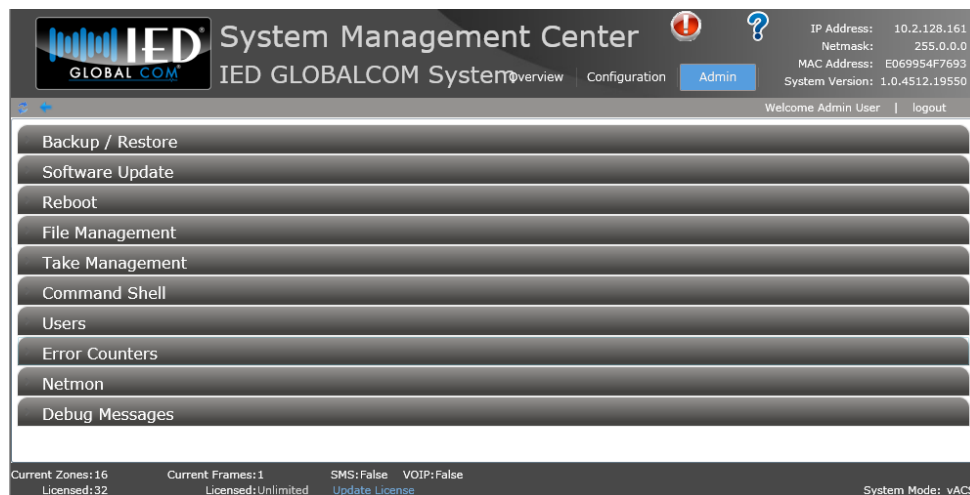 IED®
GLOBAL COM®
System Management Center
IED GLOBALCOM System
Overview
Configuration
Admin
IP Address: 10.2.128.161
Netmask: 255.0.0.0
MAC Address: E069954F7693
System Version: 1.0.4512.19550
Welcome Admin User | logout
Backup / Restore
Software Update
Reboot
File Management
Take Management
Command Shell
Users
Error Counters
Netmon
Debug Messages
Current Zones:16 Current Frames:1 SMS:False VOIP:False
Licensed:32 Licensed:Unlimited Update License System Mode: vACS